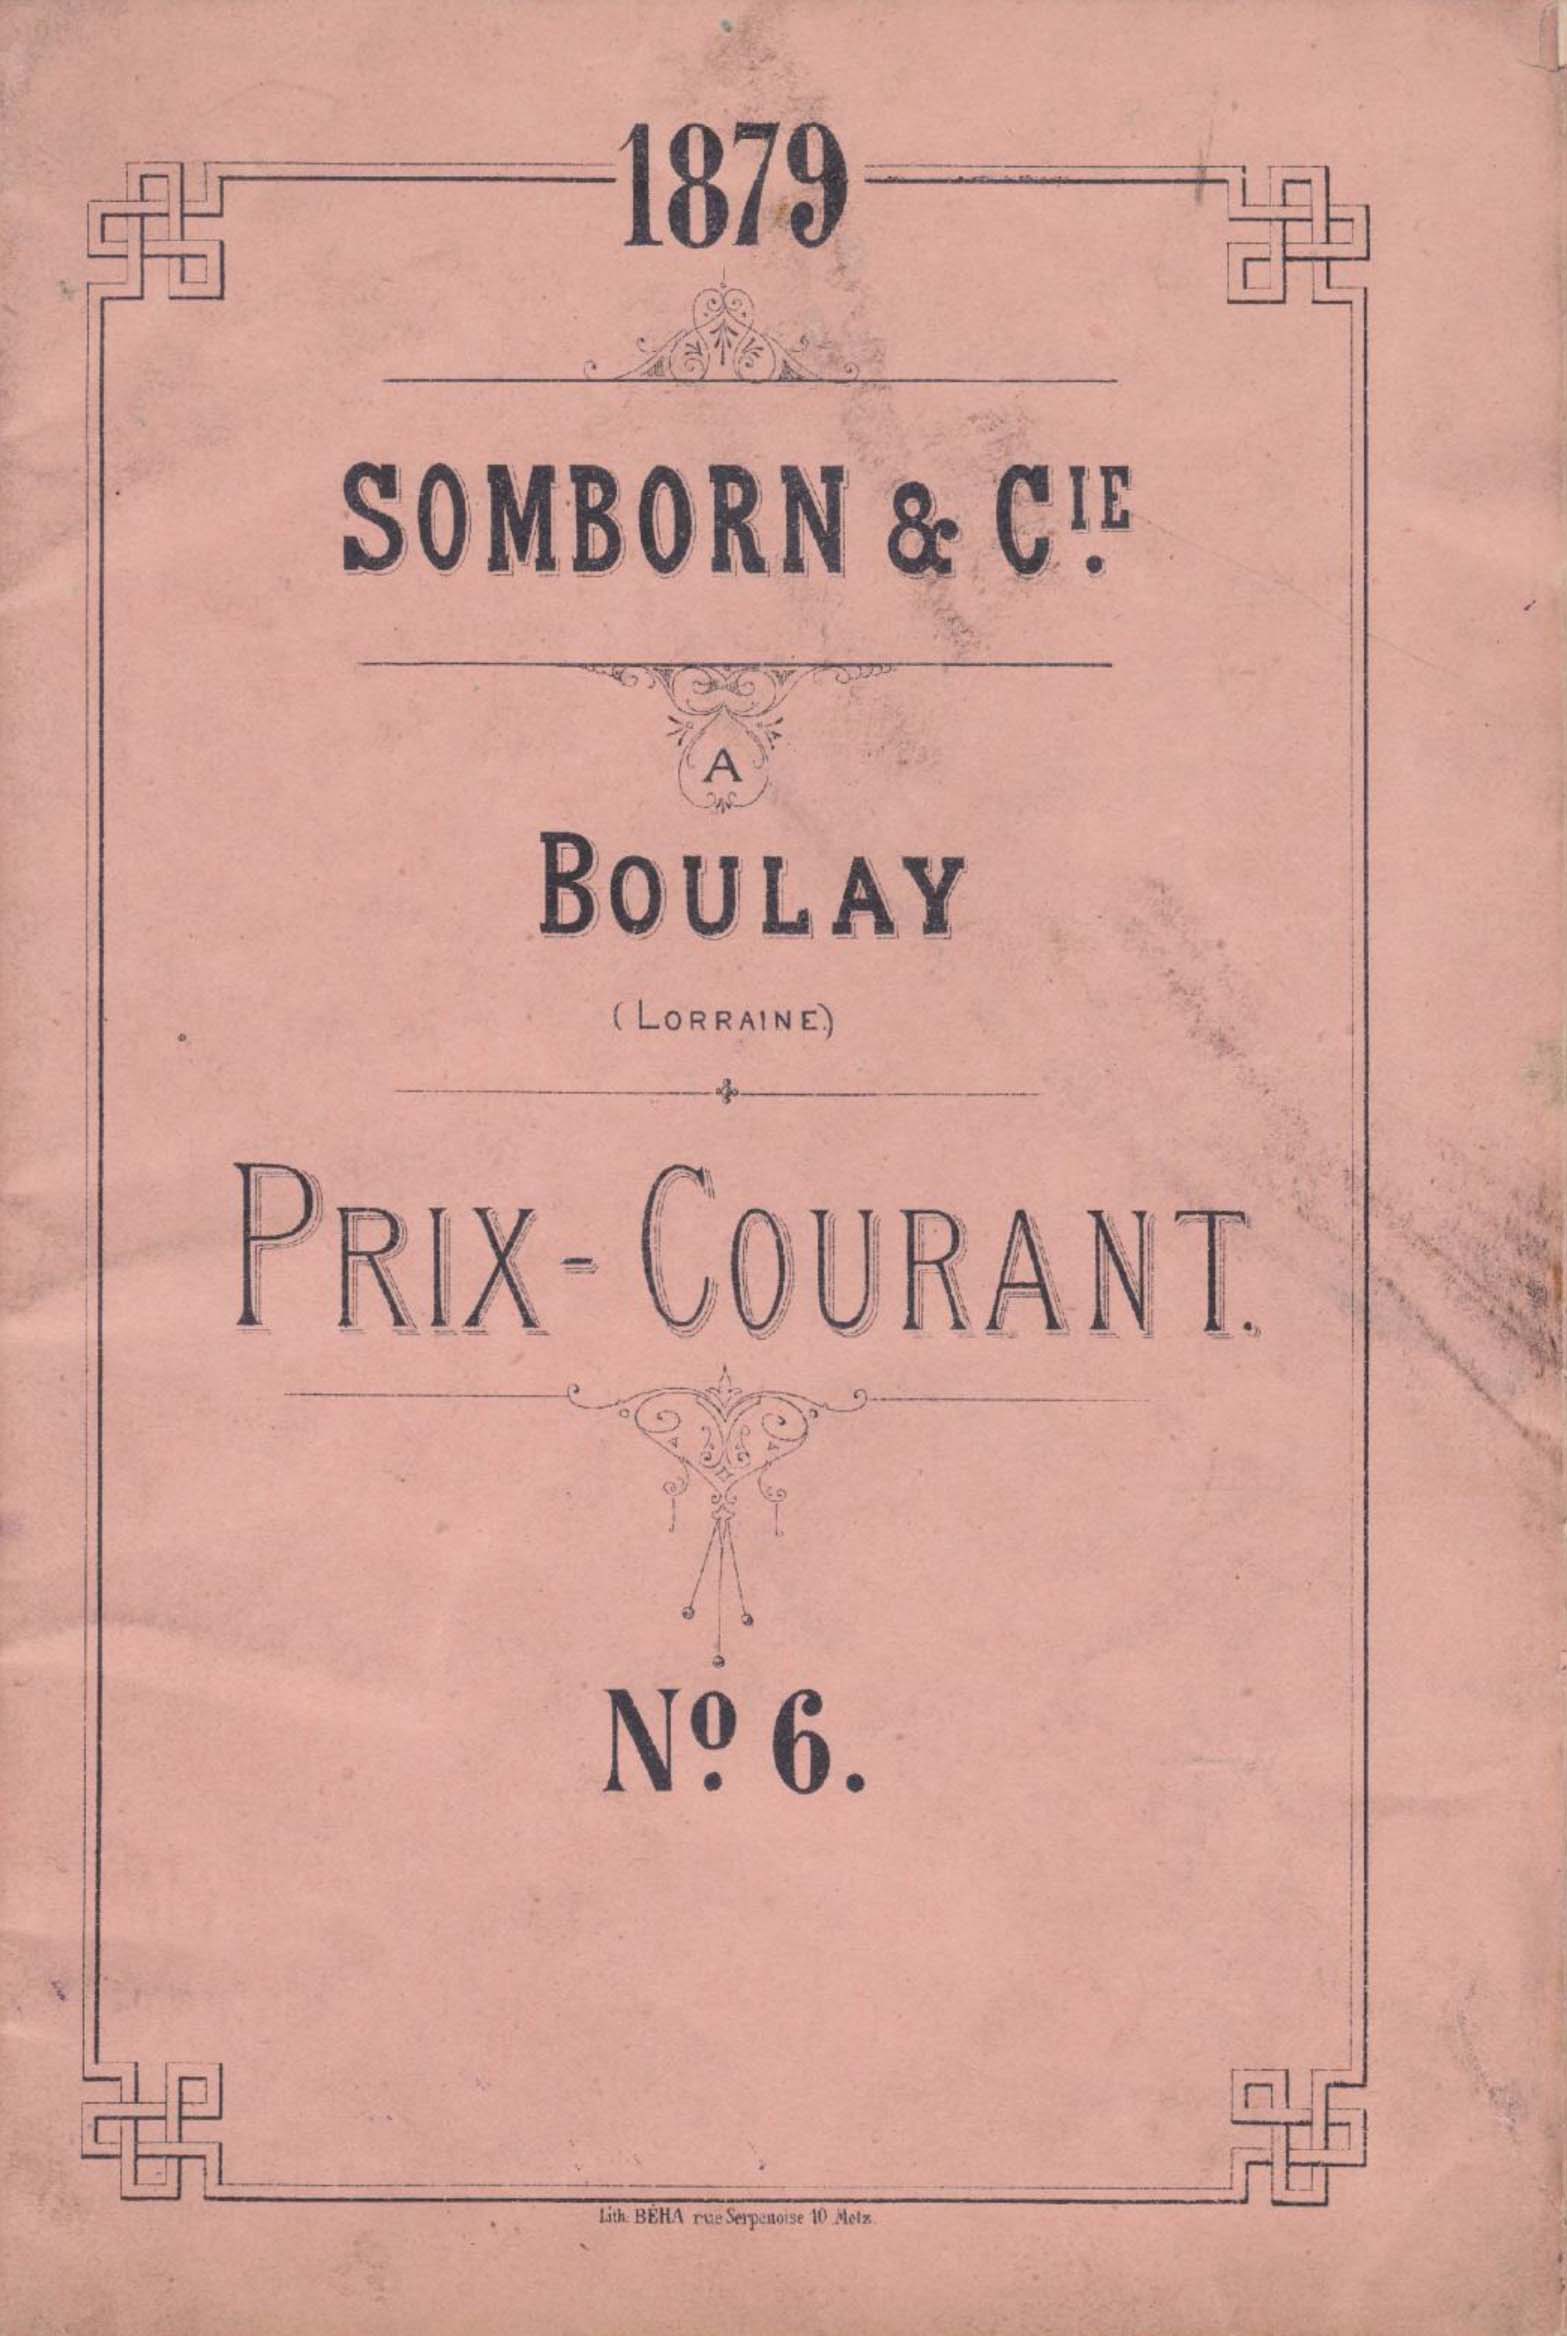 1879
SOMBORN & CIE.
A
BOULAY
(LORRAINE.)
PRIX-COURANT.
No. 6.
Lith. BÉHA rue Serpenoise 10 Metz.